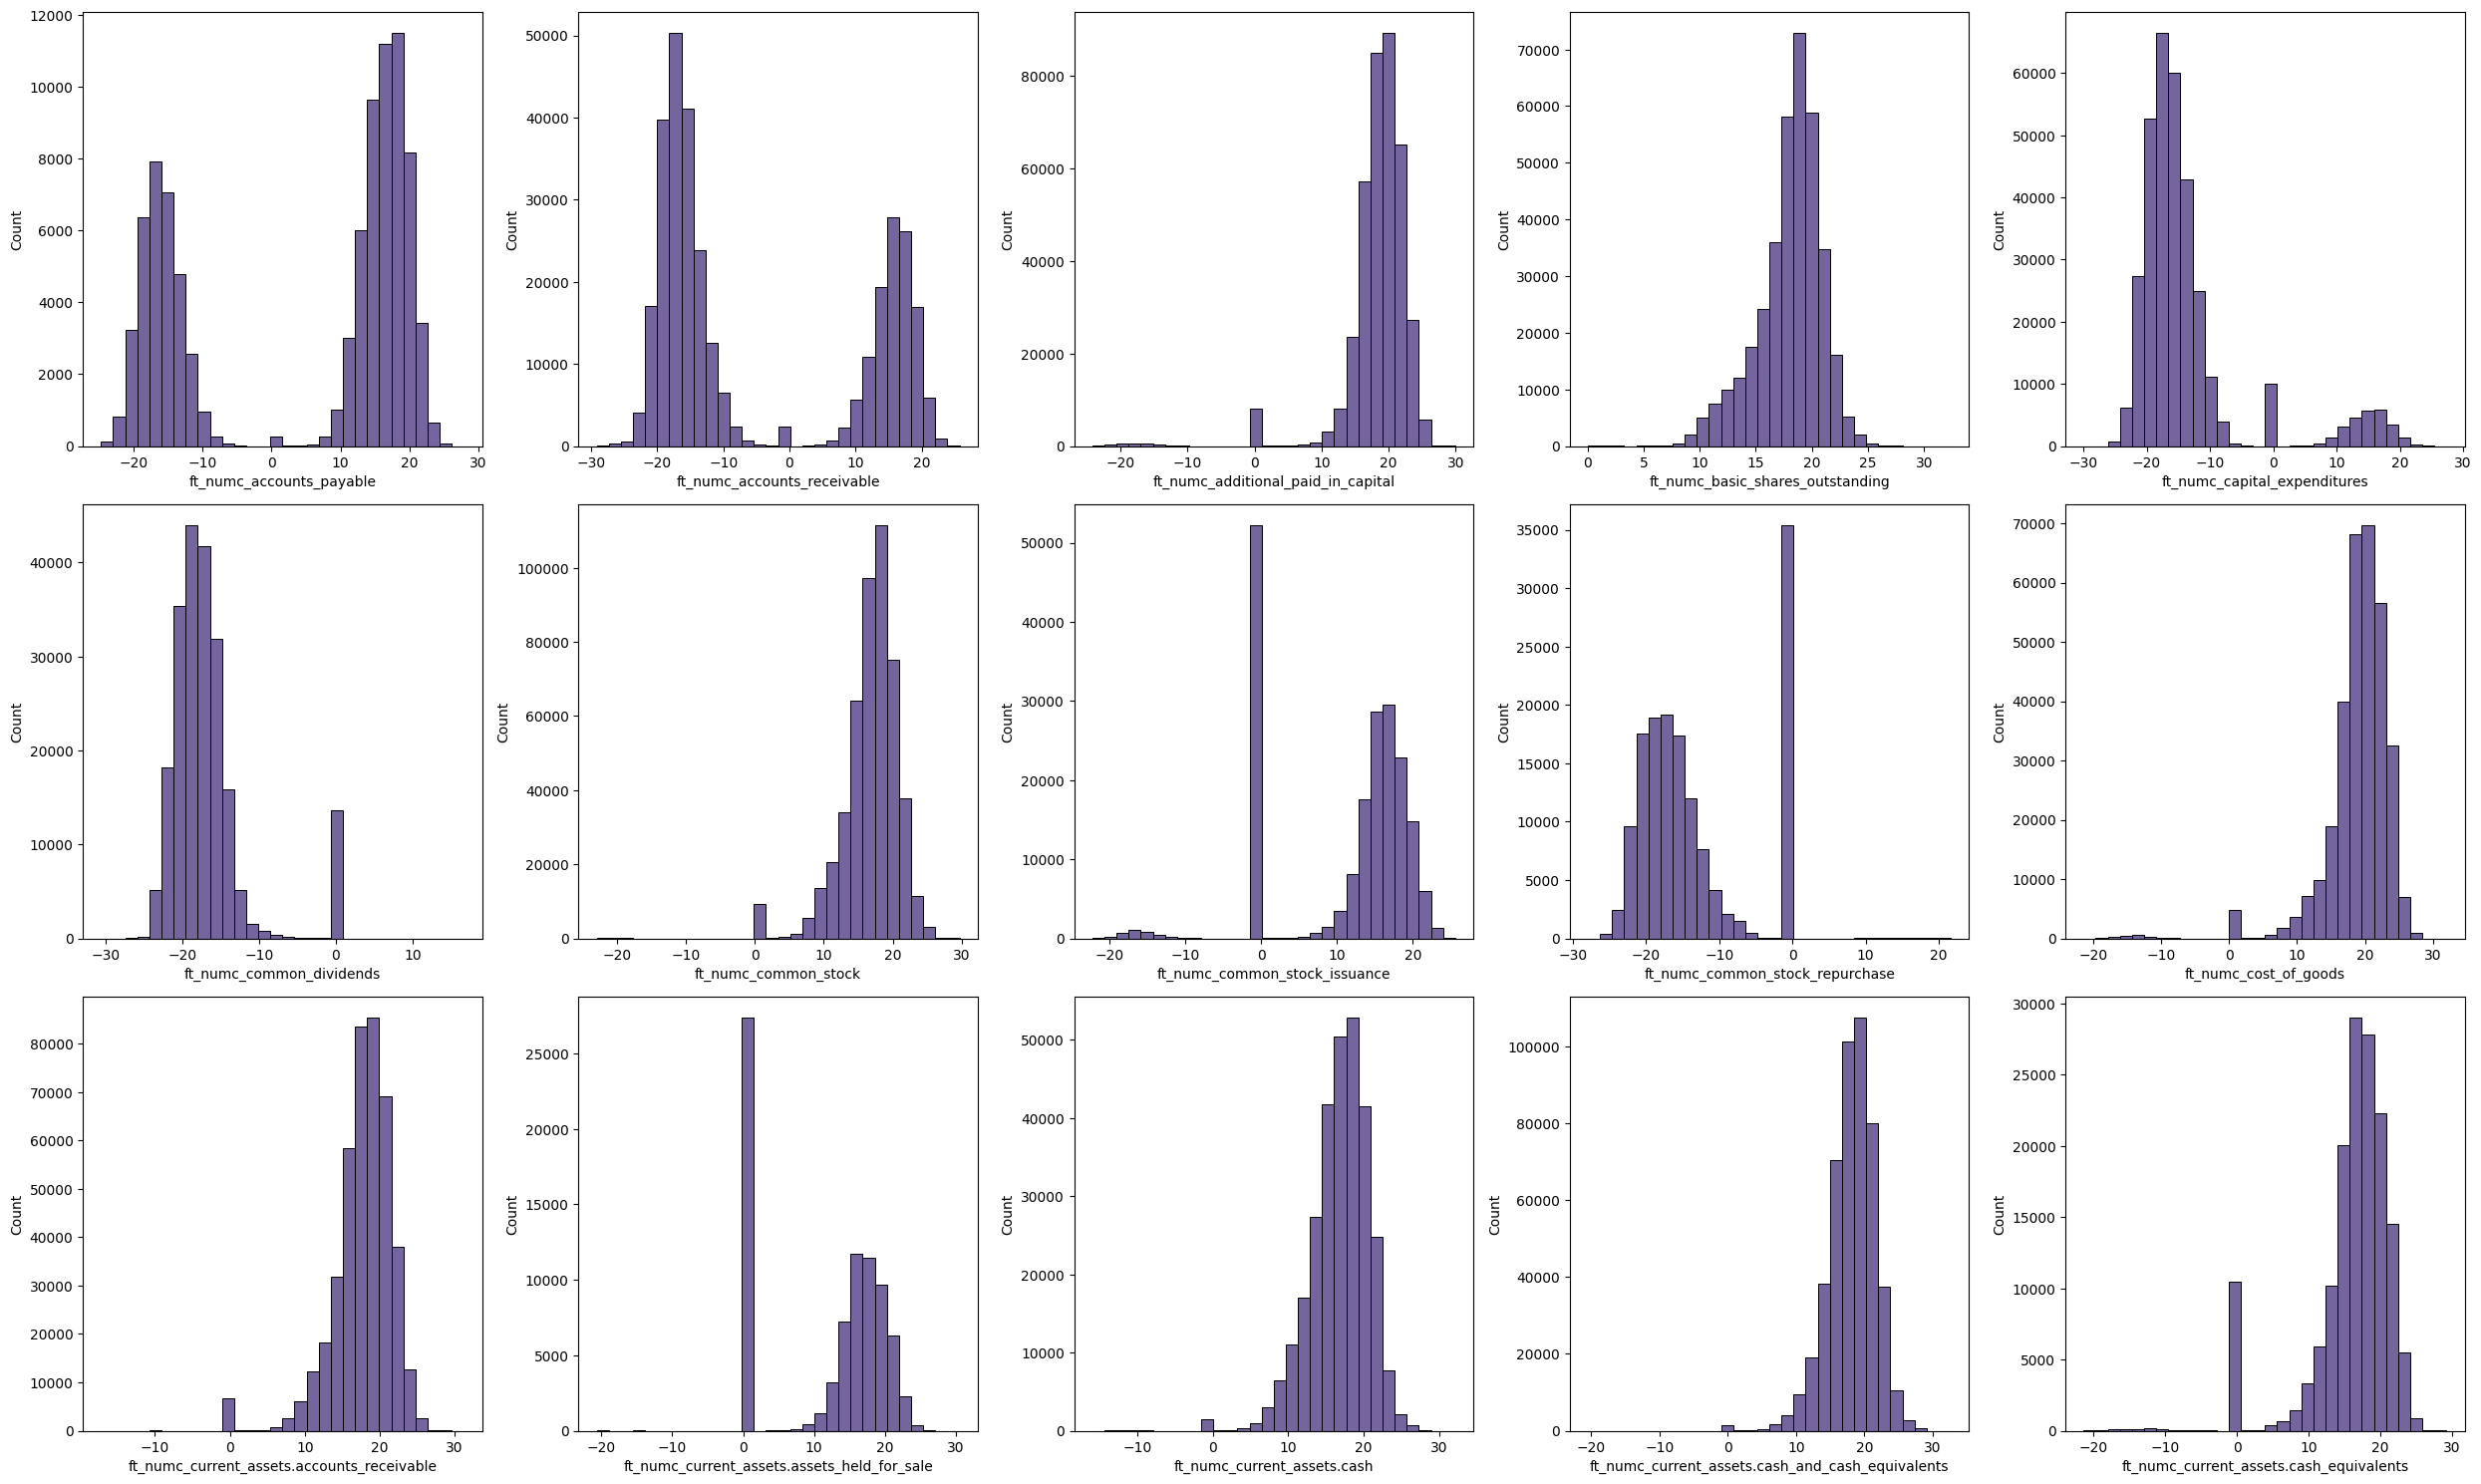 12000
10000
8000
6000
4000
2000
0
Count
−20 −10 0 10 20 30
ft_numc_accounts_payable
50000
40000
30000
20000
10000
0
Count
−30 −20 −10 0 10 20
ft_numc_accounts_receivable
80000
60000
40000
20000
0
Count
−20 −10 0 10 20 30
ft_numc_additional_paid_in_capital
70000
60000
50000
40000
30000
20000
10000
0
Count
0 5 10 15 20 25 30
ft_numc_basic_shares_outstanding
60000
50000
40000
30000
20000
10000
0
Count
−30 −20 −10 0 10 20 30
ft_numc_capital_expenditures
40000
30000
20000
10000
0
Count
−30 −20 −10 0 10
ft_numc_common_dividends
100000
80000
60000
40000
20000
0
Count
−20 −10 0 10 20 30
ft_numc_common_stock
50000
40000
30000
20000
10000
0
Count
−20 −10 0 10 20
ft_numc_common_stock_issuance
35000
30000
25000
20000
15000
10000
5000
0
Count
−30 −20 −10 0 10 20
ft_numc_common_stock_repurchase
70000
60000
50000
40000
30000
20000
10000
0
Count
−20 −10 0 10 20 30
ft_numc_cost_of_goods
80000
70000
60000
50000
40000
30000
20000
10000
0
Count
−10 0 10 20 30
ft_numc_current_assets.accounts_receivable
25000
20000
15000
10000
5000
0
Count
−20 −10 0 10 20 30
ft_numc_current_assets.assets_held_for_sale
50000
40000
30000
20000
10000
0
Count
−10 0 10 20 30
ft_numc_current_assets.cash
100000
80000
60000
40000
20000
0
Count
−20 −10 0 10 20 30
ft_numc_current_assets.cash_and_cash_equivalents
30000
25000
20000
15000
10000
5000
0
Count
−20 −10 0 10 20 30
ft_numc_current_assets.cash_equivalents